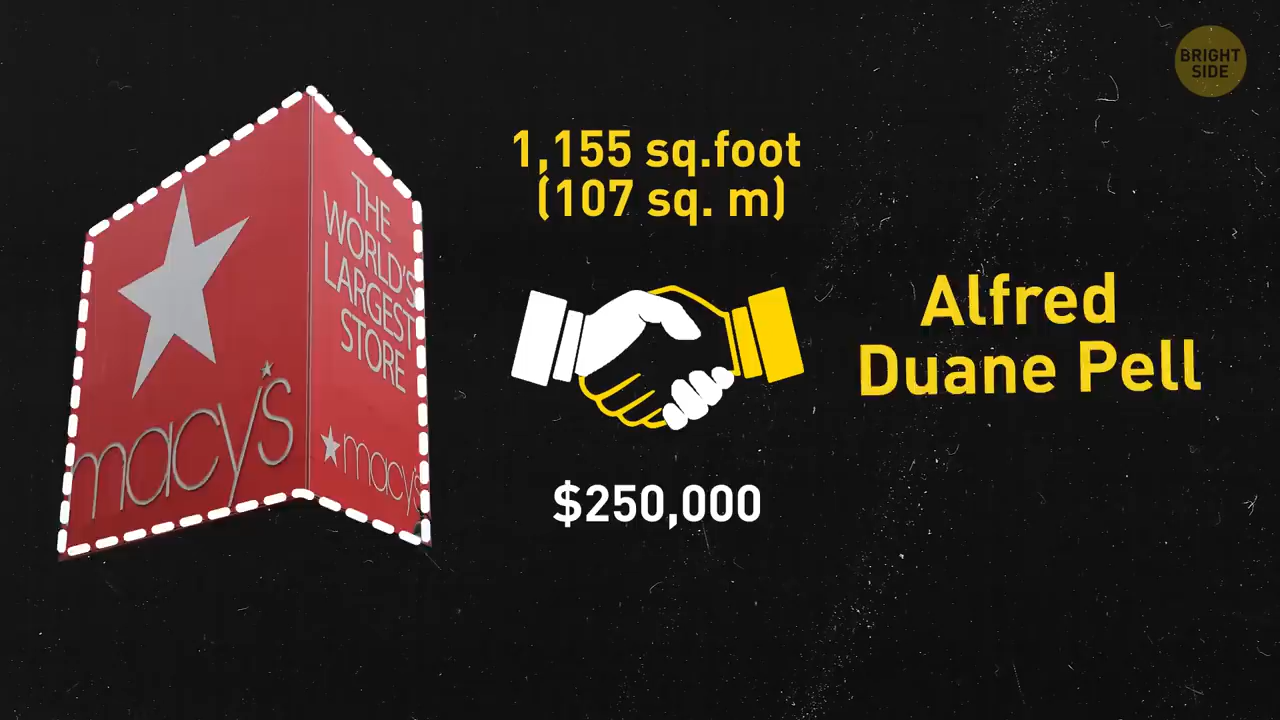 BRIGHT
SIDE
THE
WORLD'S
LARGEST
STORE
macy's
macy's
1,155 sq.foot
(107 sq. m)
$250,000
Alfred
Duane Pell